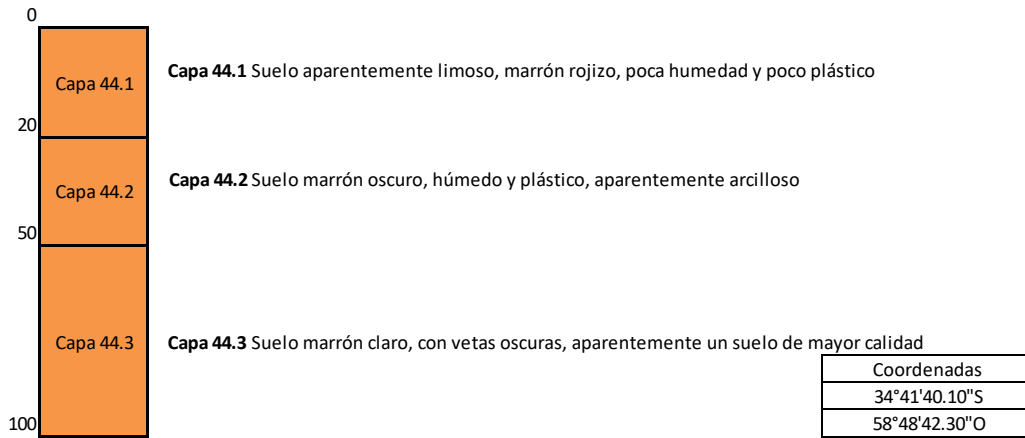 0
Capa 44.1
Capa 44.1 Suelo aparentemente limoso, marrón rojizo, poca humedad y poco plástico
20
Capa 44.2
Capa 44.2 Suelo marrón oscuro, húmedo y plástico, aparentemente arcilloso
50
Capa 44.3
Capa 44.3 Suelo marrón claro, con vetas oscuras, aparentemente un suelo de mayor calidad
Coordenadas
34°41'40.10"S
58°48'42.30"O
100